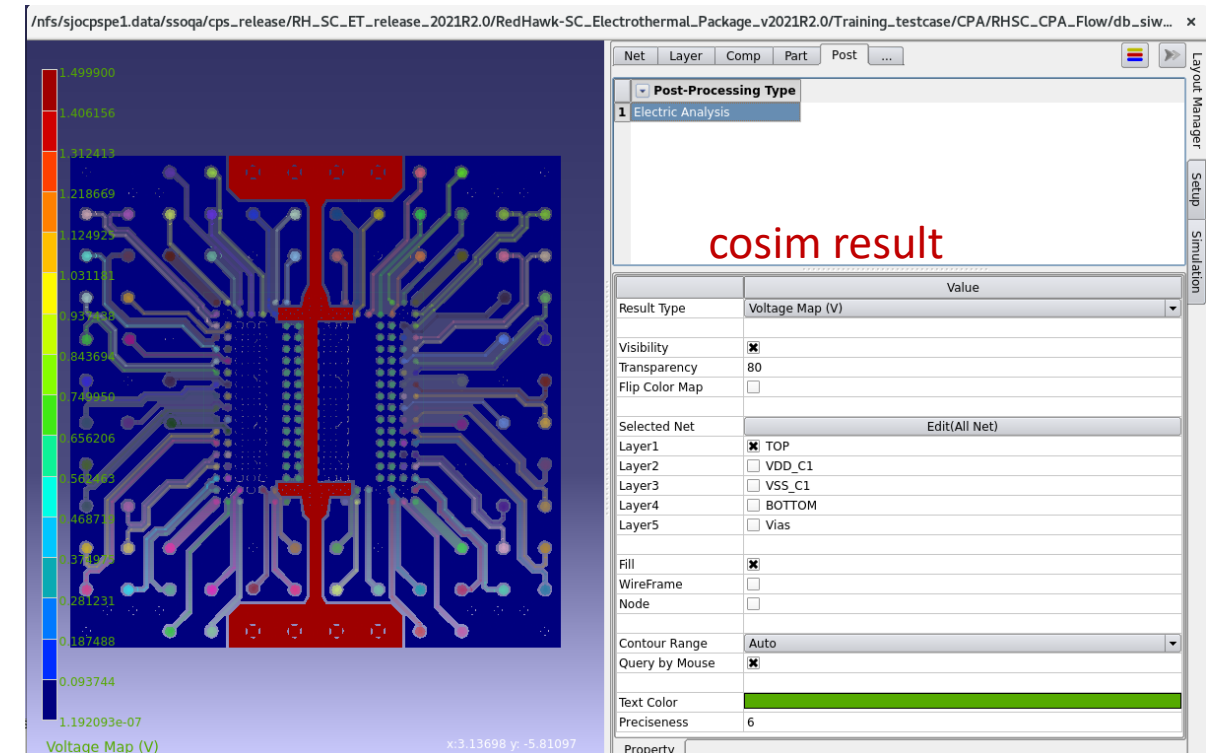 /nfs/sjocpspe1.data/ssoqa/cps_release/RH_SC_ET_release_2021R2.0/RedHawk-SC_Electrothermal_Package_v2021R2.0/Training_testcase/CPA/RHSC_CPA_Flow/db_siw... ×
1.499900
1.406156
1.312413
1.218669
1.124925
1.031181
0.937438
0.843694
0.749950
0.656206
0.562463
0.468719
0.374975
0.281231
0.187488
0.093744
1.192093e-07
Voltage Map (V)
x:3.13698 y: -5.81097
Net Layer Comp Part Post ...
Post-Processing Type
1 Electric Analysis
cosim result
Value
Result Type Voltage Map (V)
Visibility
Transparency 80
Flip Color Map
Selected Net Edit(All Net)
Layer1 TOP
Layer2 VDD_C1
Layer3 VSS_C1
Layer4 BOTTOM
Layer5 Vias
Fill
WireFrame
Node
Contour Range Auto
Query by Mouse
Text Color
Preciseness 6
Property
Layout Manager
Setup
Simulation